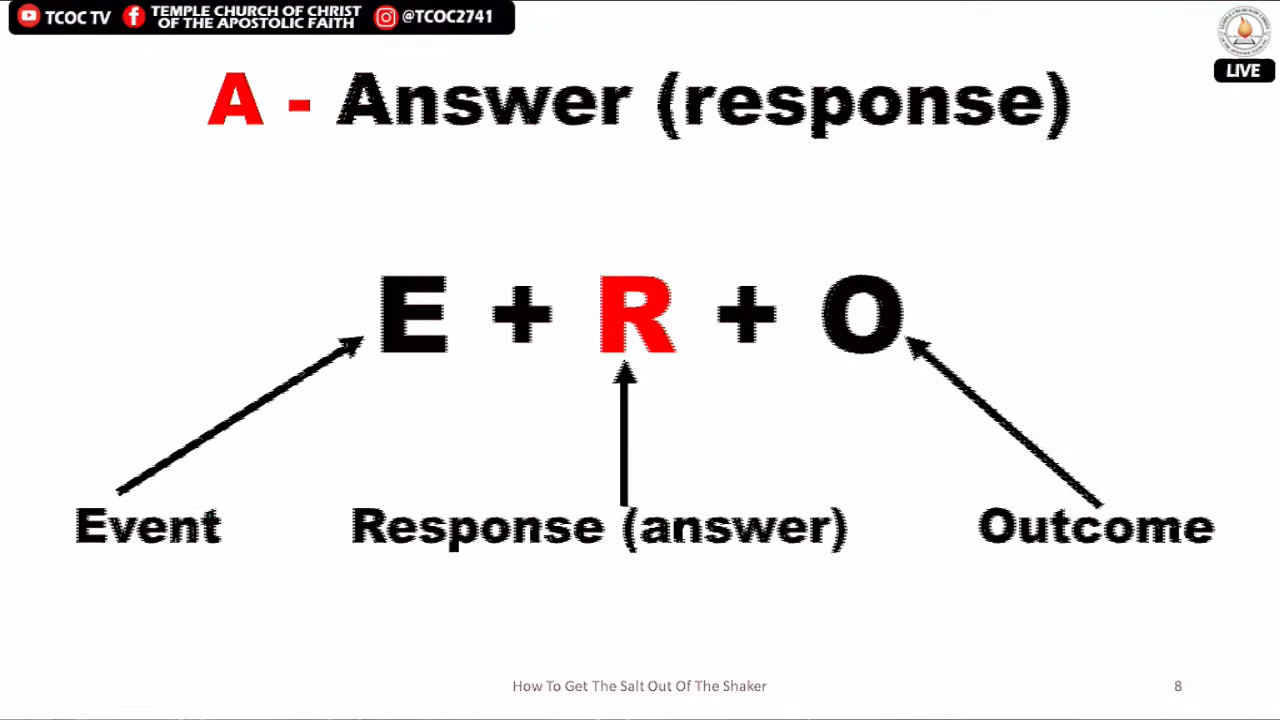 TCOC TV
TEMPLE CHURCH OF CHRIST
OF THE APOSTOLIC FAITH
@TCOC2741
LIVE
A - Answer (response)
E + R + O
Event
Response (answer)
Outcome
How To Get The Salt Out Of The Shaker
8